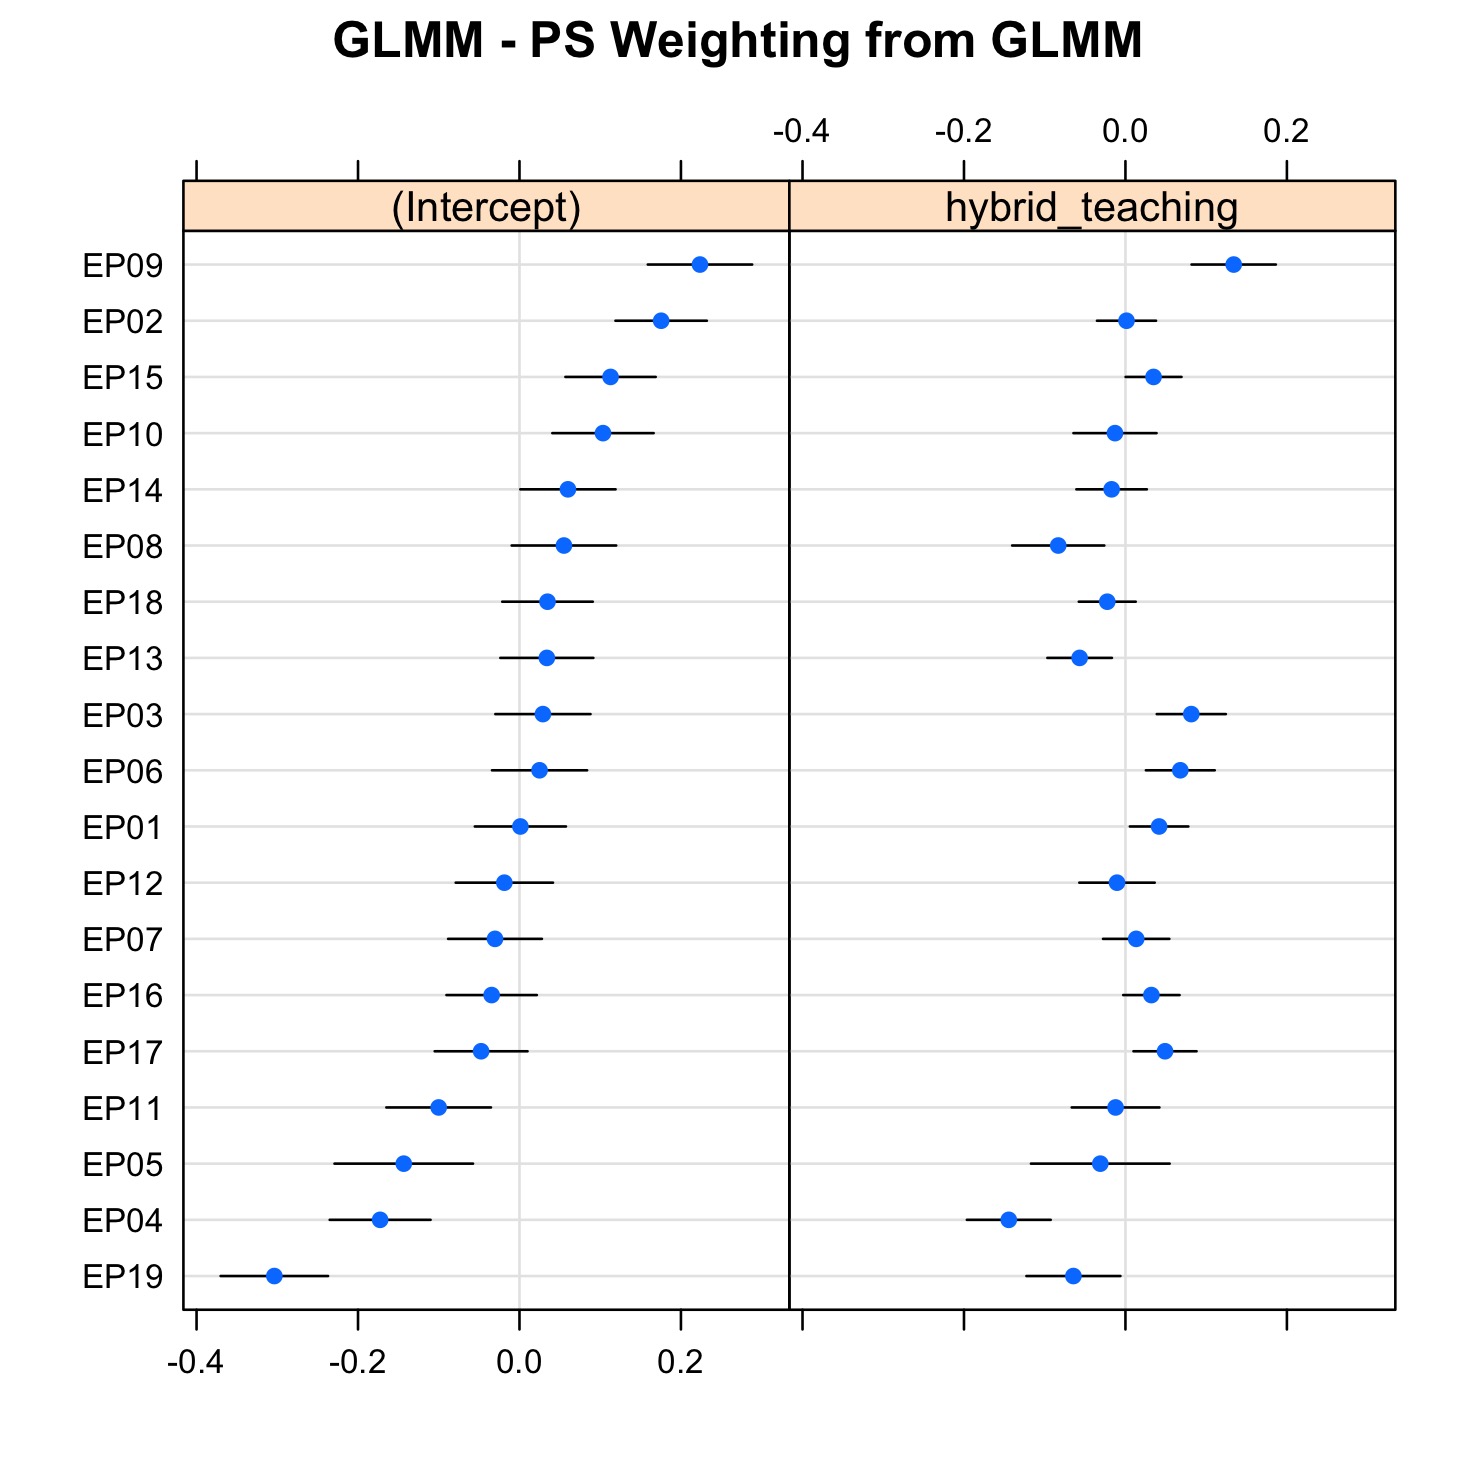 GLMM - PS Weighting from GLMM
-0.4 -0.2 0.0 0.2
(Intercept) hybrid_teaching
EP09
EP02
EP15
EP10
EP14
EP08
EP18
EP13
EP03
EP06
EP01
EP12
EP07
EP16
EP17
EP11
EP05
EP04
EP19
-0.4 -0.2 0.0 0.2